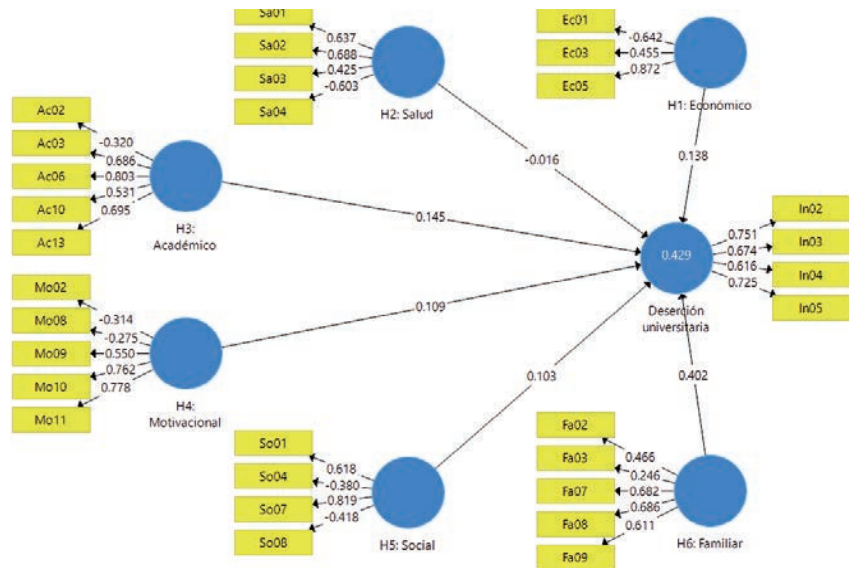 Sa01
0.637
Sa02
0.688
Sa03
0.425
Sa04
-0.603
H2: Salud
Ec01
-0.642
Ec03
0.455
Ec05
0.872
H1: Económico
-0.016
0.138
Ac02
-0.320
Ac03
0.686
Ac06
0.803
Ac10
0.531
Ac13
0.695
H3:
Académico
0.145
0.429
Deserción
universitaria
0.751
In02
0.674
In03
0.616
In04
0.725
In05
Mo02
-0.314
Mo08
-0.275
Mo09
0.550
Mo10
0.762
Mo11
0.778
H4:
Motivacional
0.109
0.103
0.402
So01
0.618
So04
-0.380
So07
0.819
So08
-0.418
H5: Social
Fa02
0.466
Fa03
0.246
Fa07
0.682
Fa08
0.686
Fa09
0.611
H6: Familiar